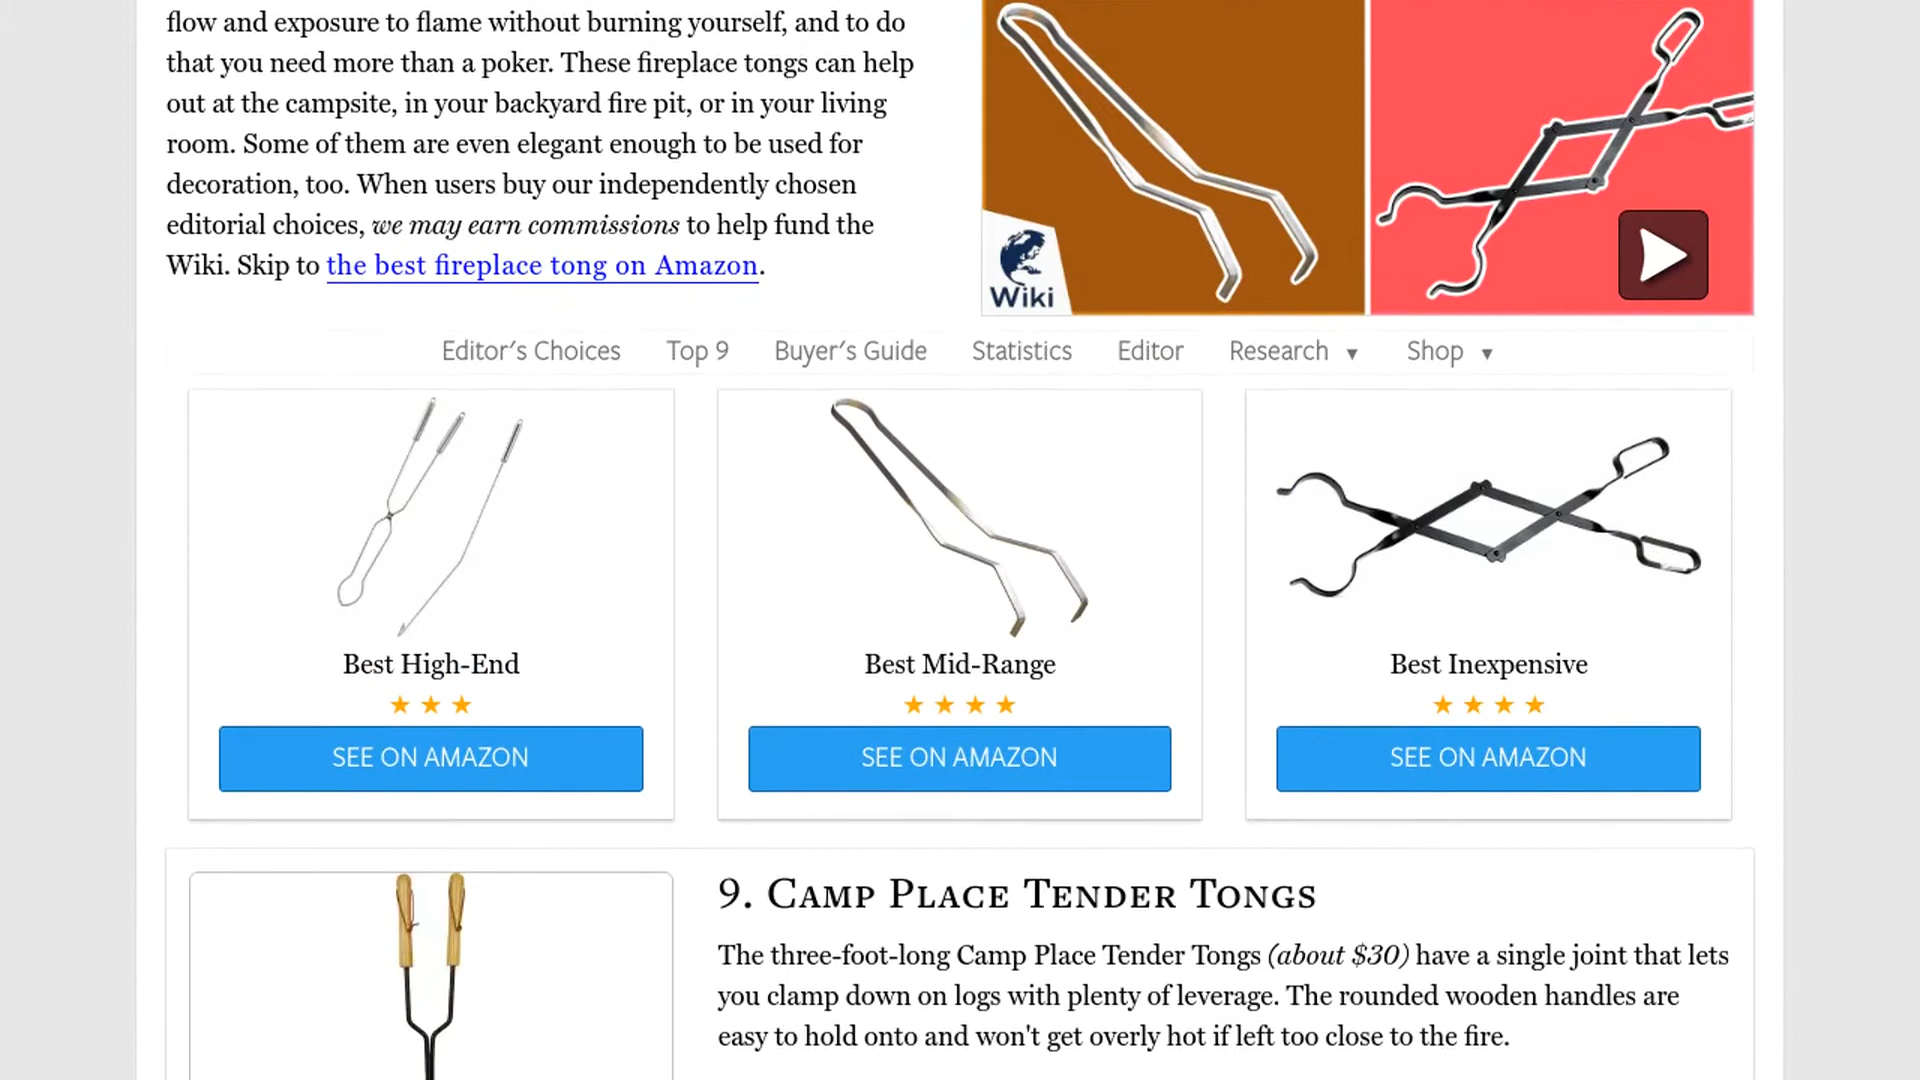 flow and exposure to flame without burning yourself, and to do
that you need more than a poker. These fireplace tongs can help
out at the campsite, in your backyard fire pit, or in your living
room. Some of them are even elegant enough to be used for
decoration, too. When users buy our independently chosen
editorial choices, we may earn commissions to help fund the
Wiki. Skip to the best fireplace tong on Amazon.
Wiki
Editor's Choices Top 9 Buyer's Guide Statistics Editor Research ▼ Shop ▼
Best High-End
★ ★ ★
SEE ON AMAZON
Best Mid-Range
★ ★ ★ ★
SEE ON AMAZON
Best Inexpensive
★ ★ ★ ★
SEE ON AMAZON
9. Camp Place Tender Tongs
The three-foot-long Camp Place Tender Tongs (about $30) have a single joint that lets
you clamp down on logs with plenty of leverage. The rounded wooden handles are
easy to hold onto and won't get overly hot if left too close to the fire.